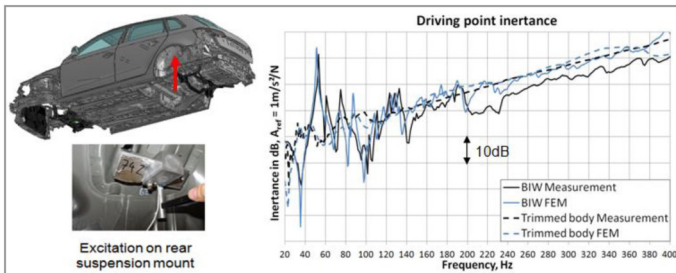 Driving point inertance
Inertance in dB, A_ref = 1m/s²/N
10dB
BIW Measurement
BIW FEM
Trimmed body Measurement
Trimmed body FEM
20 40 60 80 100 120 140 160 180 200 220 240 260 280 300 320 340 360 380 400
Frequency, Hz
742
Excitation on rear
suspension mount